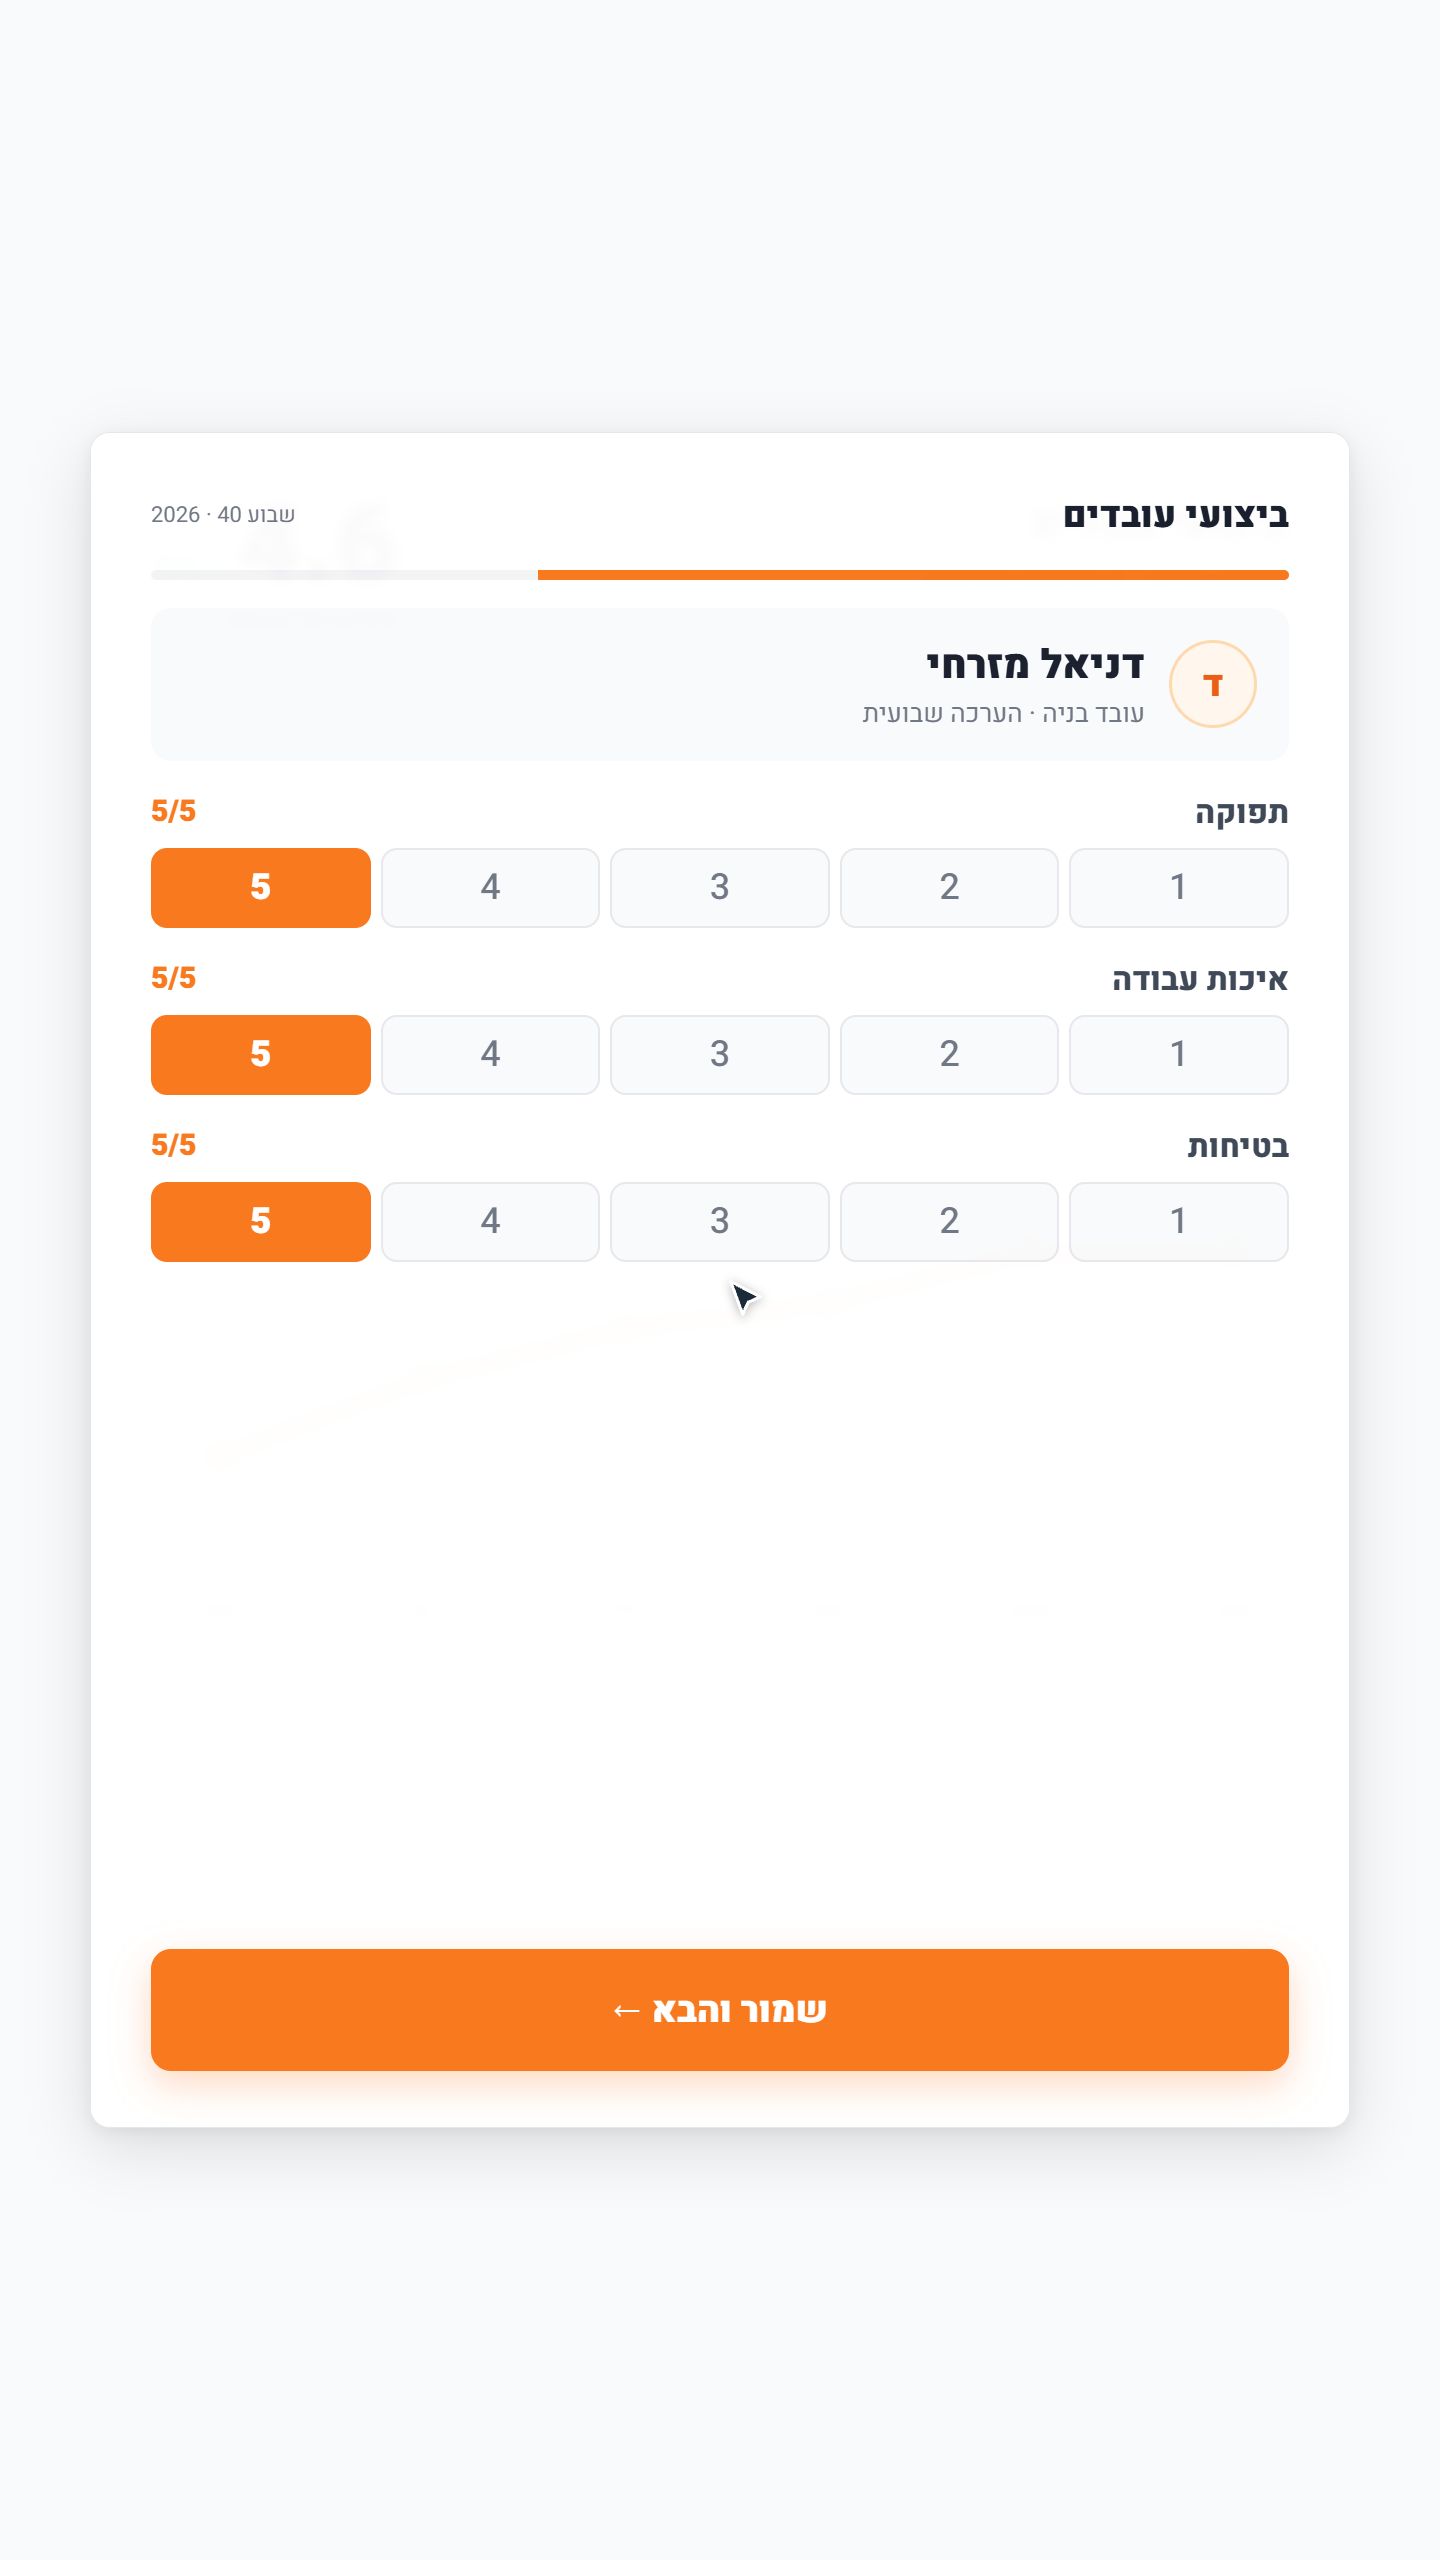 ביצועי עובדים
שבוע 40 · 2026
ד
דניאל מזרחי
עובד בניה · הערכה שבועית
תפוקה
5/5
1 2 3 4 5
איכות עבודה
5/5
1 2 3 4 5
בטיחות
5/5
1 2 3 4 5
שמור והבא ←
4.6